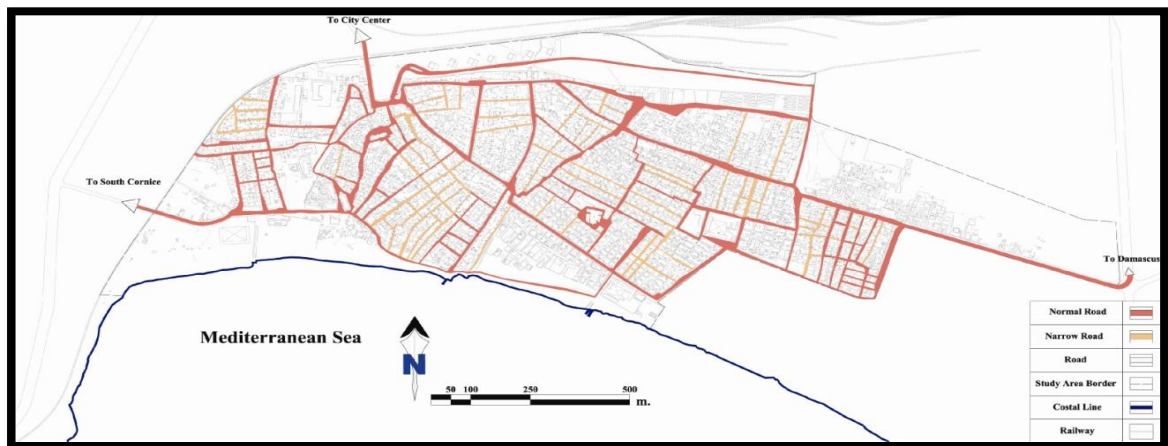 To City Center
To South Cornice
To Damascus
Mediterranean Sea
N
50 100 250 500
m.
Normal Road
Narrow Road
Road
Study Area Border
Costal Line
Railway